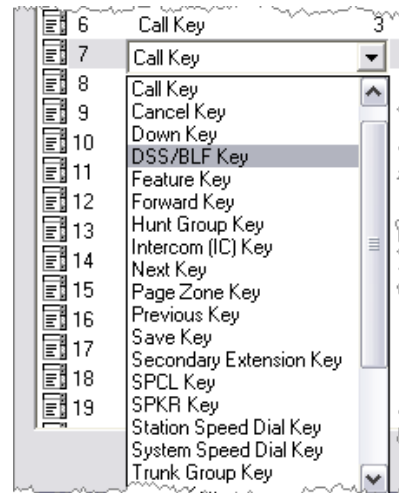 6 Call Key 3
7 Call Key
8 Call Key
9 Cancel Key
Down Key
10 DSS/BLF Key
11 Feature Key
12 Forward Key
13 Hunt Group Key
Intercom (IC) Key
14 Next Key
15 Page Zone Key
16 Previous Key
17 Save Key
Secondary Extension Key
18 SPCL Key
19 SPKR Key
Station Speed Dial Key
System Speed Dial Key
Trunk Group Key